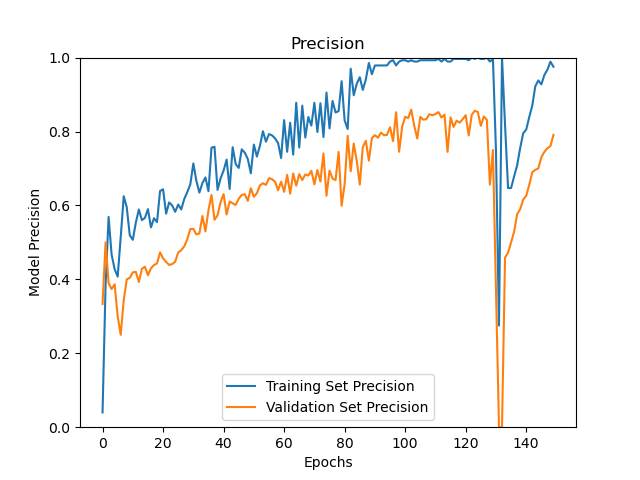 Precision
1.0
0.8
0.6
0.4
0.2
0.0
Model Precision
Training Set Precision
Validation Set Precision
0 20 40 60 80 100 120 140
Epochs